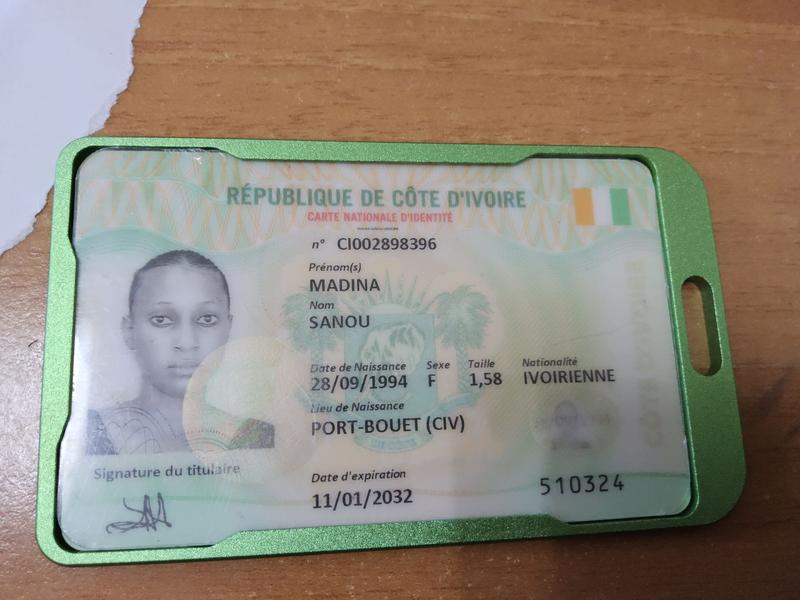 RÉPUBLIQUE DE CÔTE D'IVOIRE
CARTE NATIONALE D'IDENTITÉ
n° CI002898396
Prénom(s)
MADINA
Nom
SANOU
Date de Naissance Sexe Taille Nationalité
28/09/1994 F 1,58 IVOIRIENNE
Lieu de Naissance
PORT-BOUET (CIV)
Signature du titulaire
Date d'expiration
11/01/2032
510324